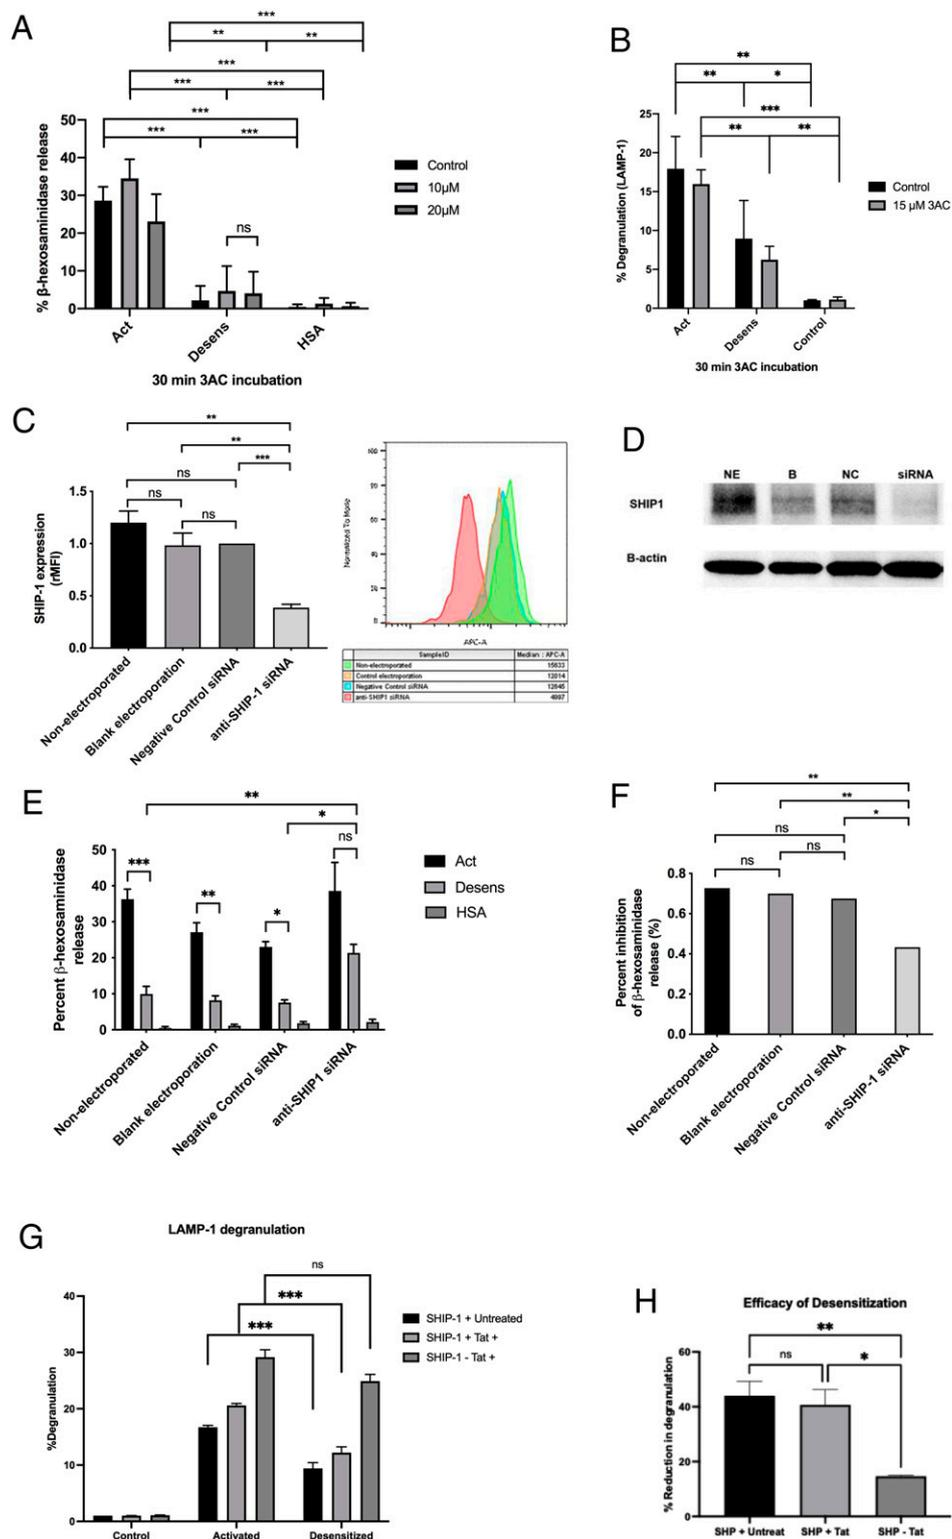 A
***
** **
***
*** ***
***
*** ***
% β-hexosaminidase release
50
40
30
20
10
0
ns
Control
10µM
20µM
Act Desens HSA
30 min 3AC incubation
B
**
** *
***
** **
% Degranulation (LAMP-1)
25
20
15
10
5
0
Control
15 µM 3AC
Act Desens Control
30 min 3AC incubation
C
**
**
***
ns
ns
ns
SHIP-1 expression
(rMFI)
1.5
1.0
0.5
0.0
Non-electroporated
Blank electroporation
Negative Control siRNA
anti-SHIP-1 siRNA
Normalized To Mode
APC-A
SampleID Median : APC-A
Non-electroporated 15633
Control electroporation 12014
Negative Control siRNA 12645
anti-SHIP1 siRNA
D
NE B NC siRNA
SHIP1
B-actin
E
**
*
ns
***
**
*
Percent β-hexosaminidase
release
50
40
30
20
10
0
Act
Desens
HSA
Non-electroporated
Blank electroporation
Negative Control siRNA
anti-SHIP1 siRNA
F
**
**
*
ns
ns
ns
Percent inhibition
of β-hexosaminidase
release (%)
0.8
0.6
0.4
0.2
0.0
Non-electroporated
Blank electroporation
Negative Control siRNA
anti-SHIP-1 siRNA
G
LAMP-1 degranulation
ns
***
***
%Degranulation
40
30
20
10
0
SHIP-1 + Untreated
SHIP-1 + Tat +
SHIP-1 - Tat +
Control Activated Desensitized
H
Efficacy of Desensitization
**
ns *
% Reduction in degranulation
60
40
20
0
SHP + Untreat SHP + Tat SHP - Tat